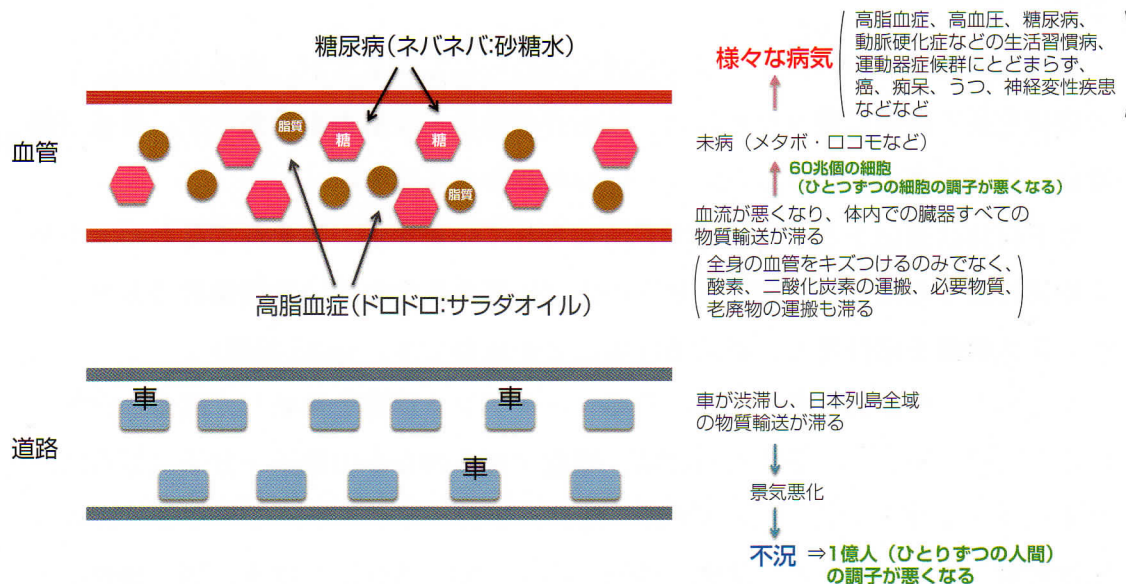 糖尿病(ネバネバ:砂糖水)
血管
脂質
糖
糖
脂質
高脂血症(ドロドロ:サラダオイル)
様々な病気
高脂血症、高血圧、糖尿病、
動脈硬化症などの生活習慣病、
運動器症候群にとどまらず、
癌、痴呆、うつ、神経変性疾患
などなど
未病(メタボ・ロコモなど)
60兆個の細胞
(ひとつずつの細胞の調子が悪くなる)
血流が悪くなり、体内での臓器すべての
物質輸送が滞る
全身の血管をキズつけるのみでなく、
酸素、二酸化炭素の運搬、必要物質、
老廃物の運搬も滞る
道路
車
車
車
車が渋滞し、日本列島全域
の物質輸送が滞る
景気悪化
不況 ⇒1億人(ひとりずつの人間)
の調子が悪くなる